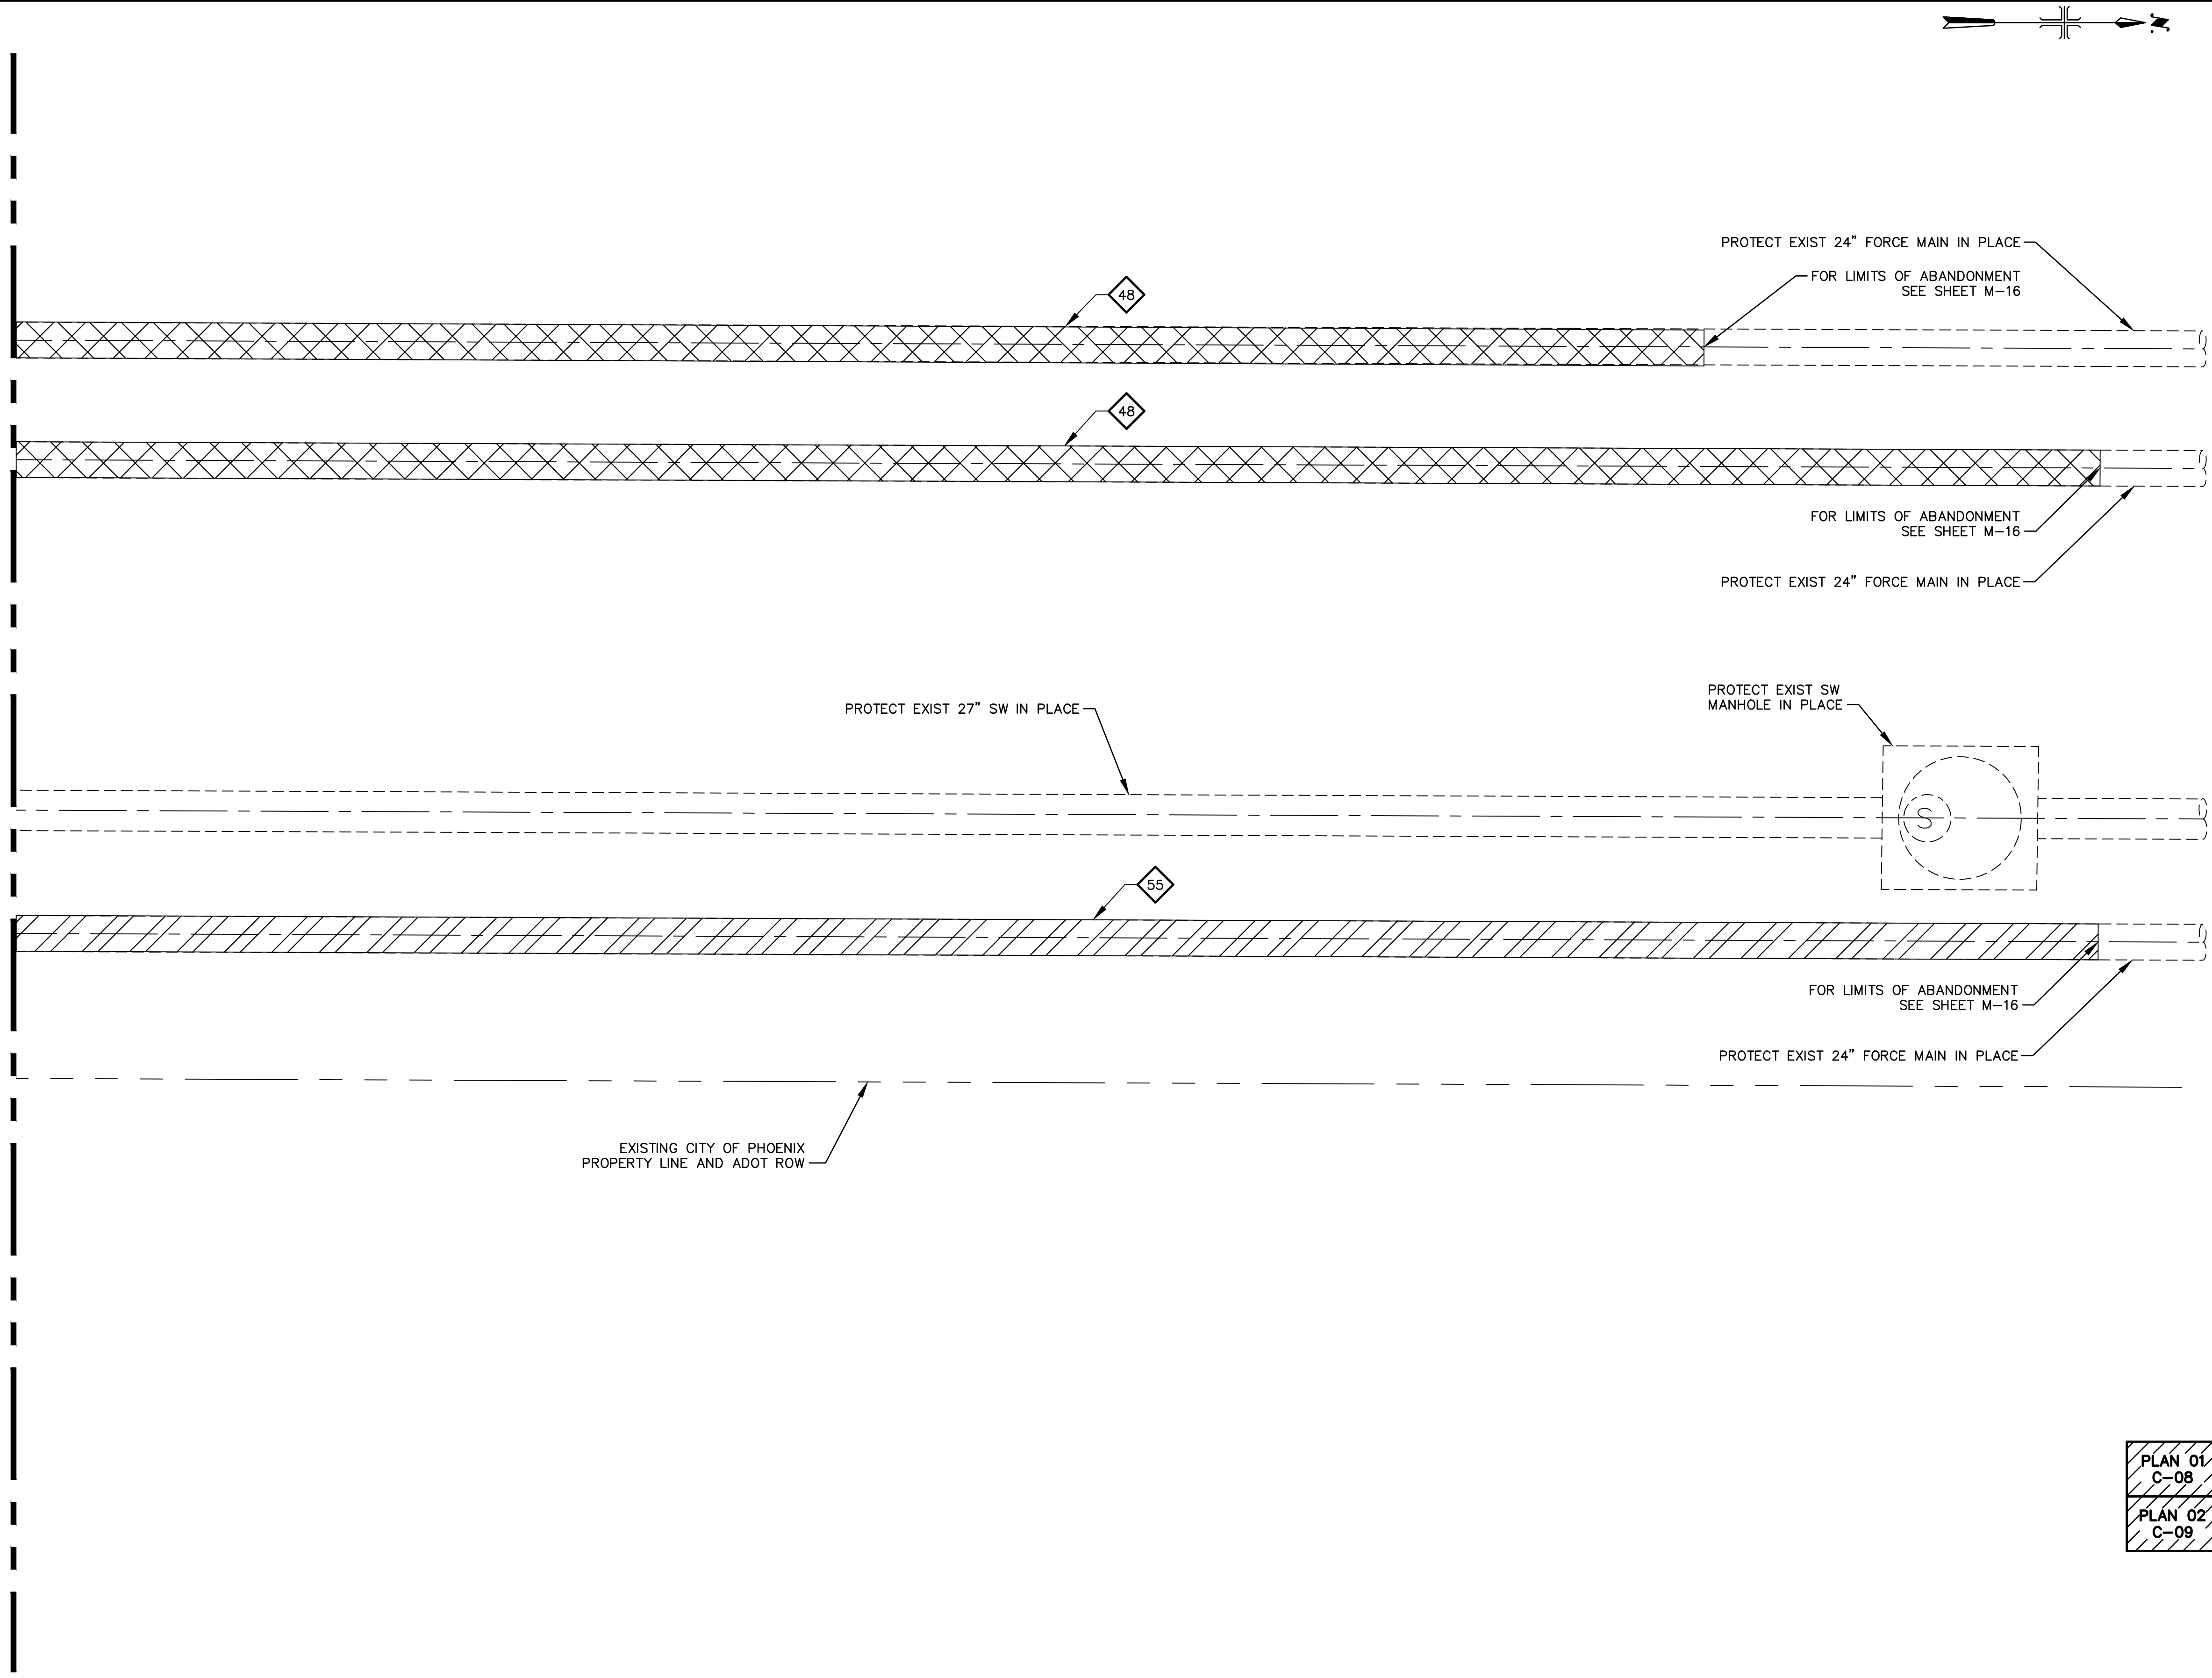 N.
PROTECT EXIST 24" FORCE MAIN IN PLACE
FOR LIMITS OF ABANDONMENT
SEE SHEET M-16
48
48
FOR LIMITS OF ABANDONMENT
SEE SHEET M-16
PROTECT EXIST 24" FORCE MAIN IN PLACE
PROTECT EXIST 27" SW IN PLACE
PROTECT EXIST SW
MANHOLE IN PLACE
S
55
FOR LIMITS OF ABANDONMENT
SEE SHEET M-16
PROTECT EXIST 24" FORCE MAIN IN PLACE
EXISTING CITY OF PHOENIX
PROPERTY LINE AND ADOT ROW
PLAN 01
C-08
PLAN 02
C-09